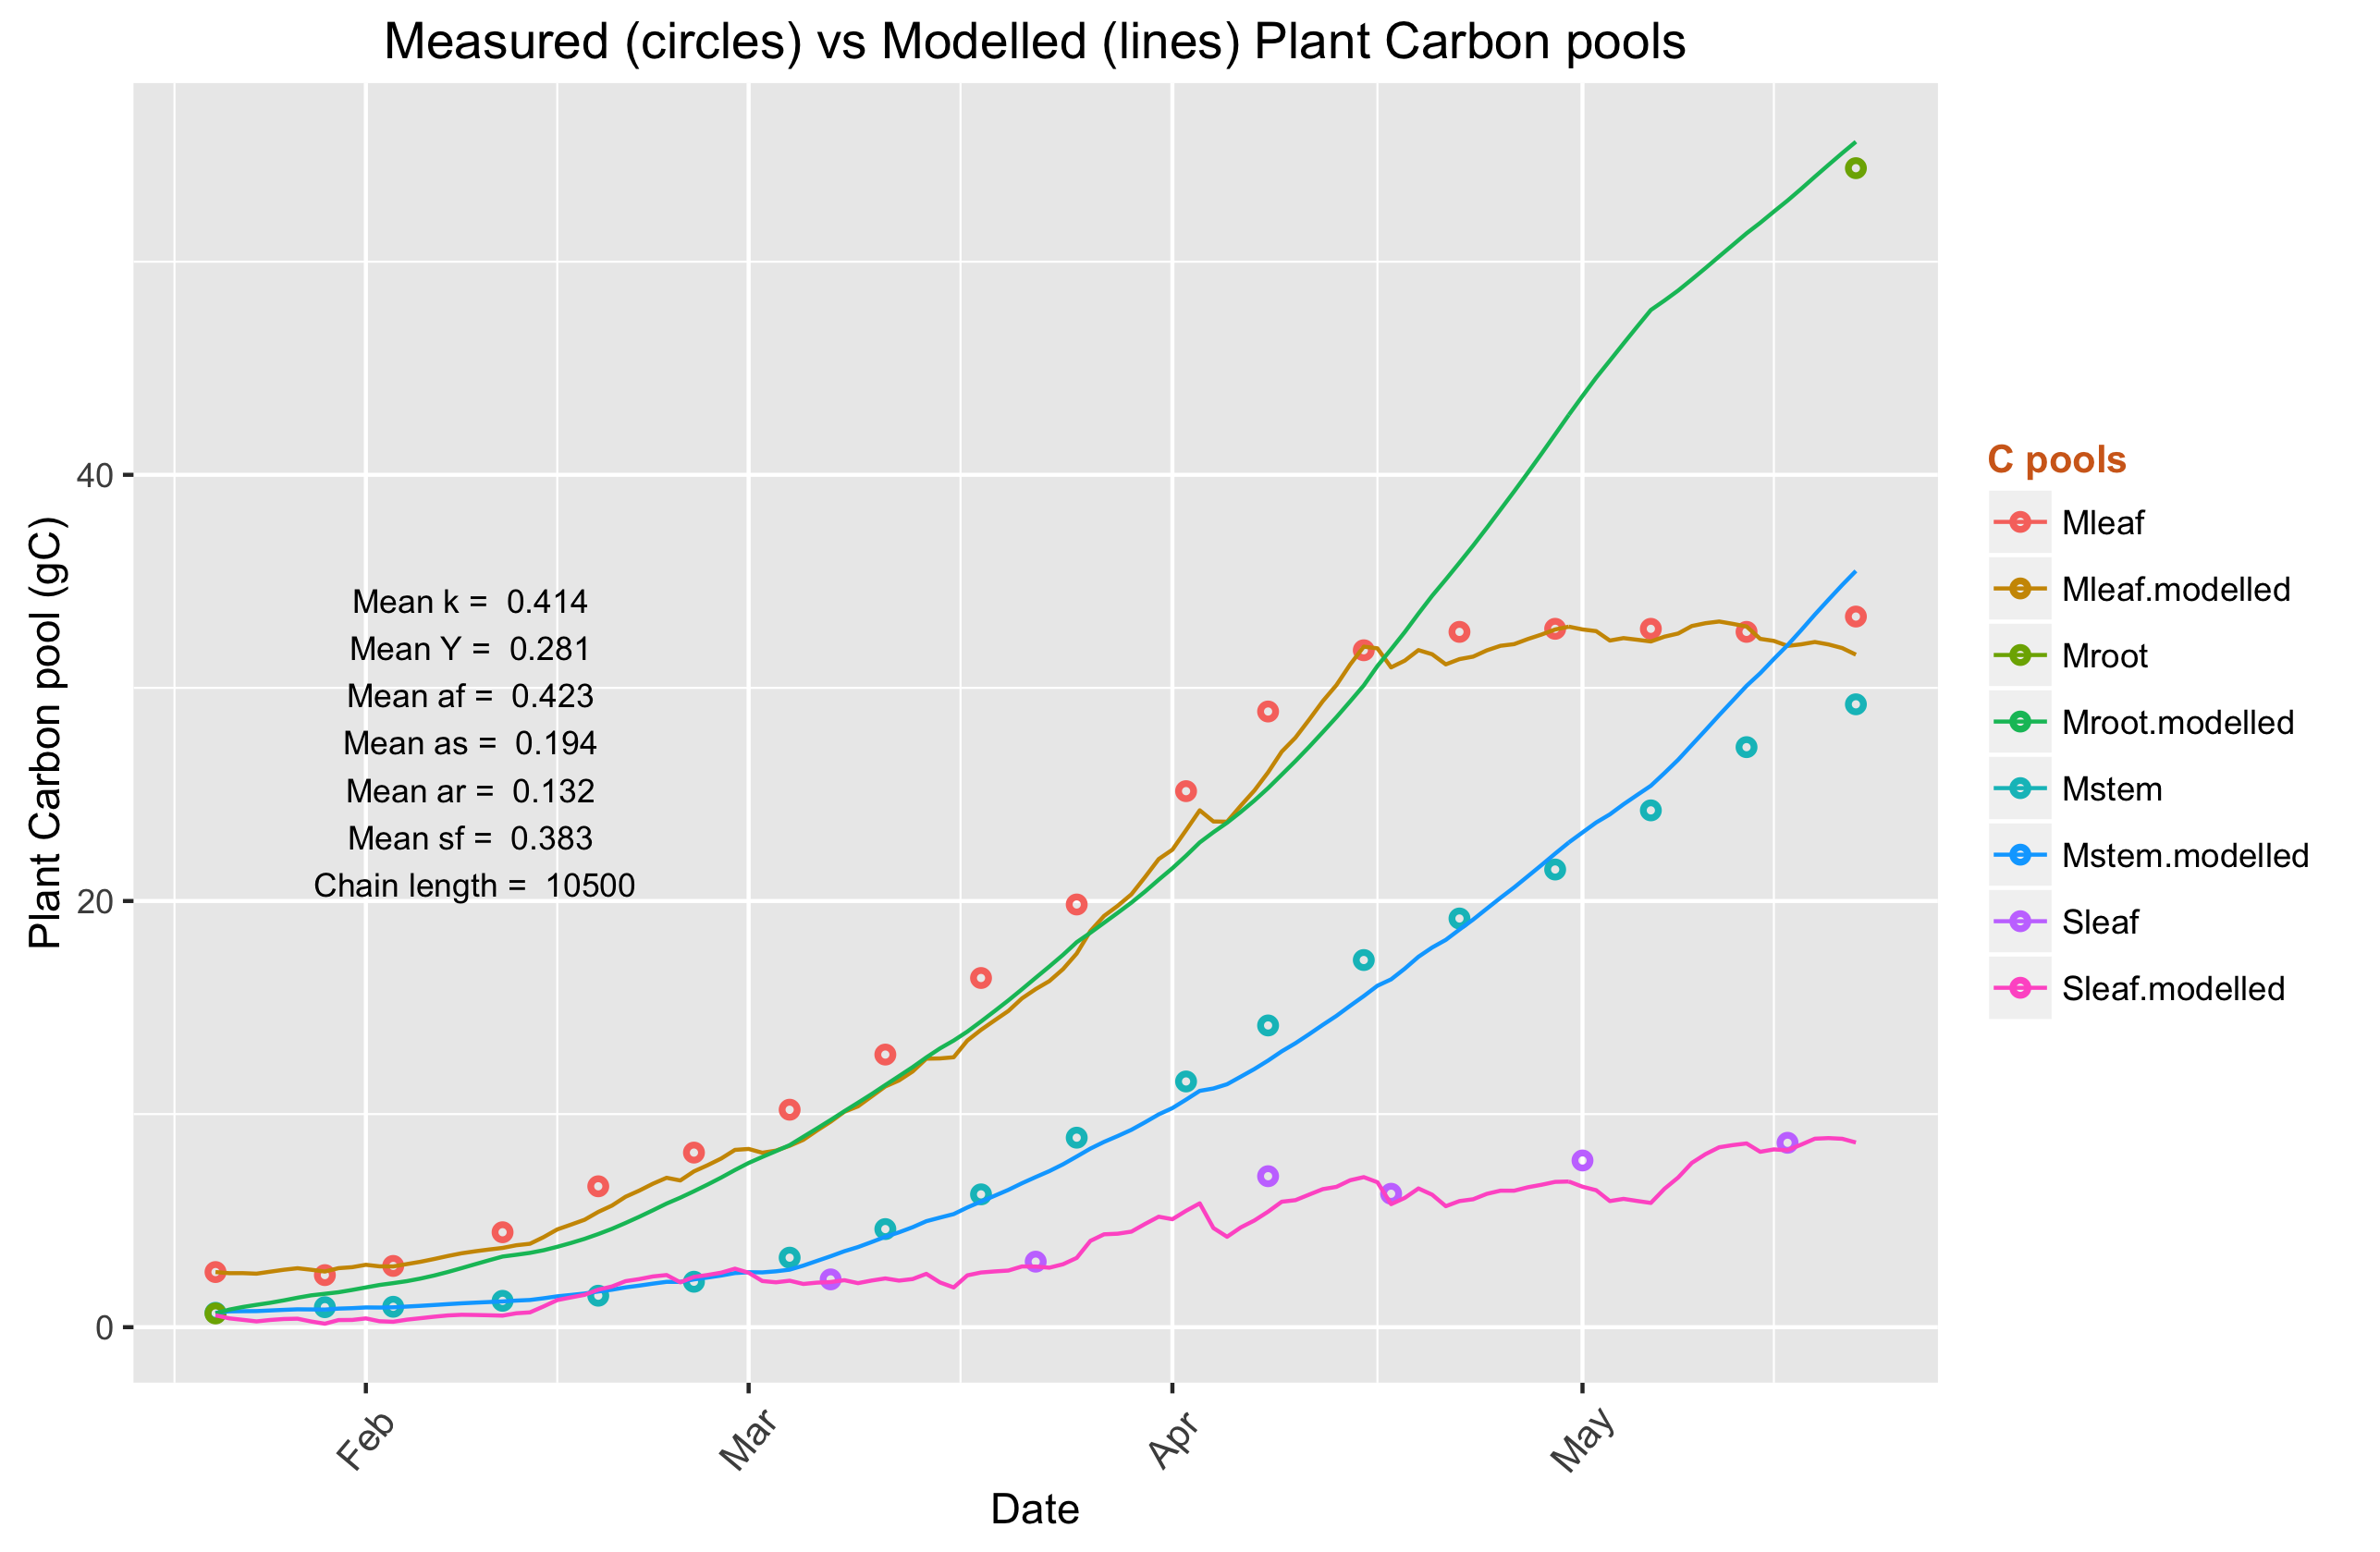 Measured (circles) vs Modelled (lines) Plant Carbon pools
Plant Carbon pool (gC)
40
20
0
Mean k = 0.414
Mean Y = 0.281
Mean af = 0.423
Mean as = 0.194
Mean ar = 0.132
Mean sf = 0.383
Chain length = 10500
Feb
Mar
Apr
May
Date
C pools
Mleaf
Mleaf.modelled
Mroot
Mroot.modelled
Mstem
Mstem.modelled
Sleaf
Sleaf.modelled